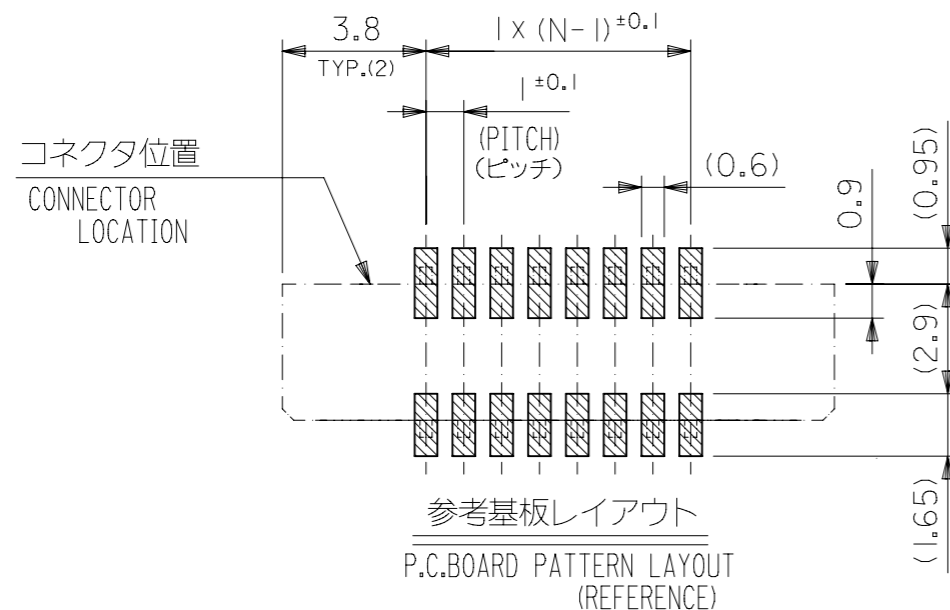 3.8
TYP.(2)
1×(N-1)±0.1
1±0.1
(PITCH)
(ピッチ)
(0.6)
0.9
(0.95)
コネクタ位置
CONNECTOR
LOCATION
(2.9)
(1.65)
参考基板レイアウト
P.C.BOARD PATTERN LAYOUT
(REFERENCE)